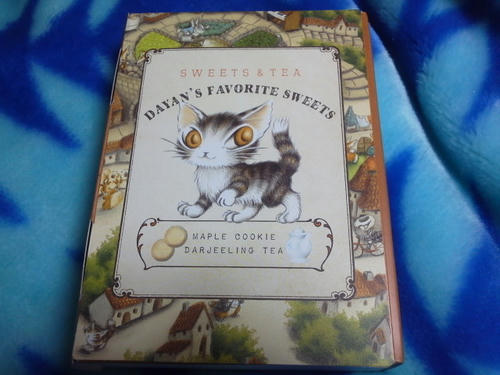 SWEETS & TEA
DAYAN'S FAVORITE SWEETS
MAPLE COOKIE
DARJEELING TEA